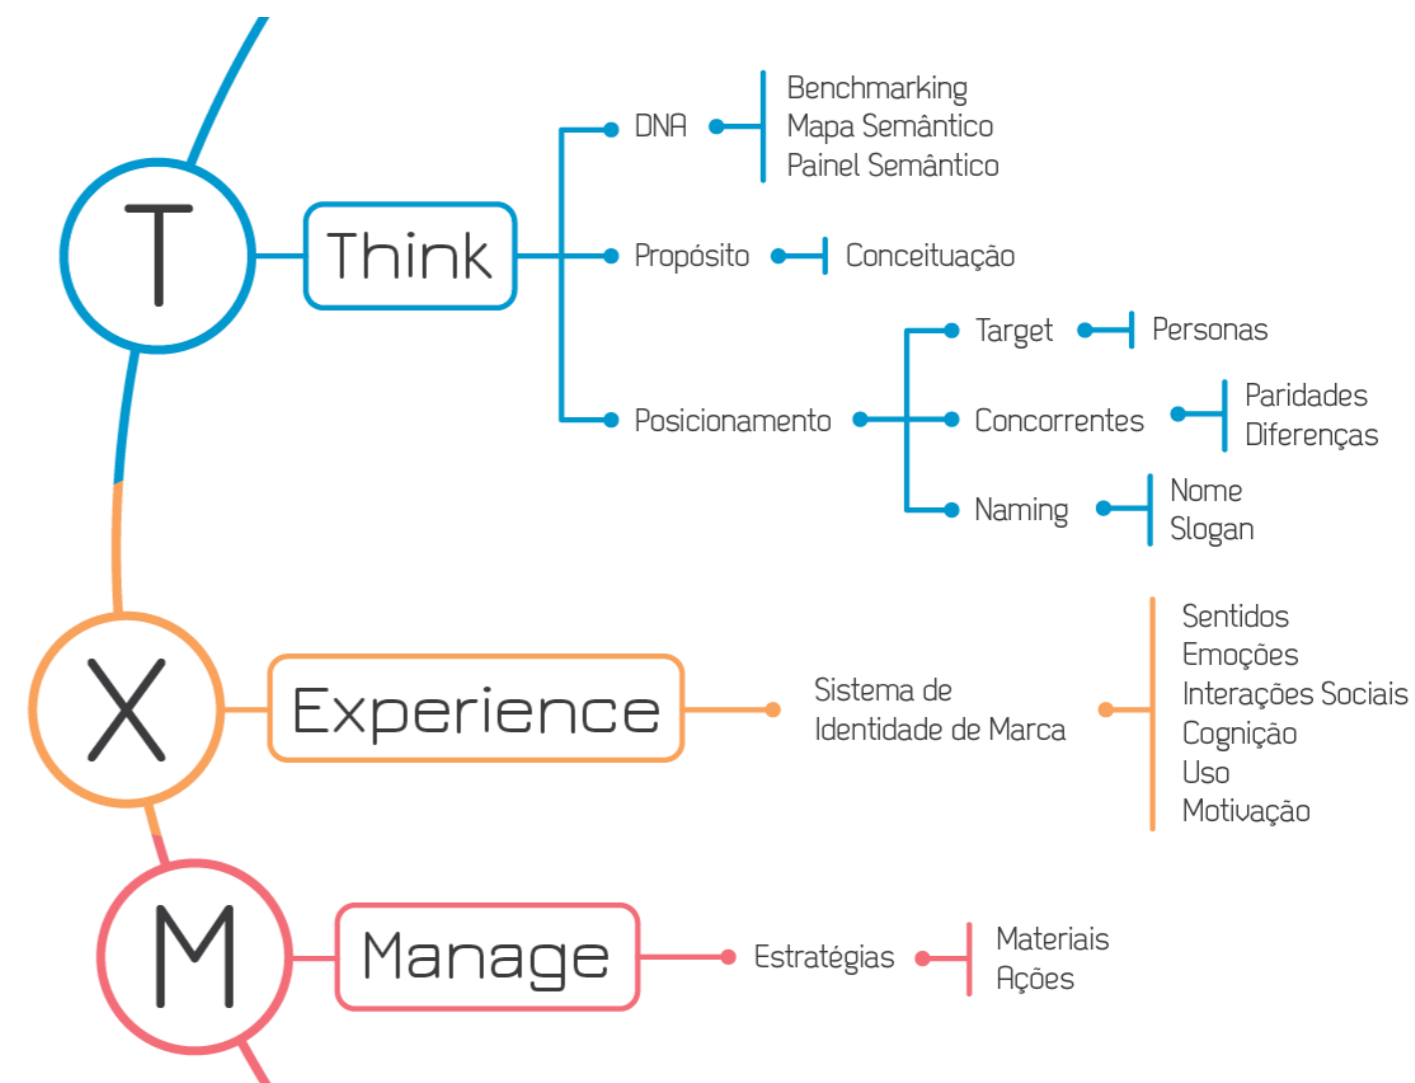 T
Think
DNA
Benchmarking
Mapa Semântico
Painel Semântico
Propósito
Conceituação
Posicionamento
Target
Personas
Concorrentes
Paridades
Diferenças
Naming
Nome
Slogan
X
Experience
Sistema de
Identidade de Marca
Sentidos
Emoções
Interações Sociais
Cognição
Uso
Motivação
M
Manage
Estratégias
Materiais
Ações